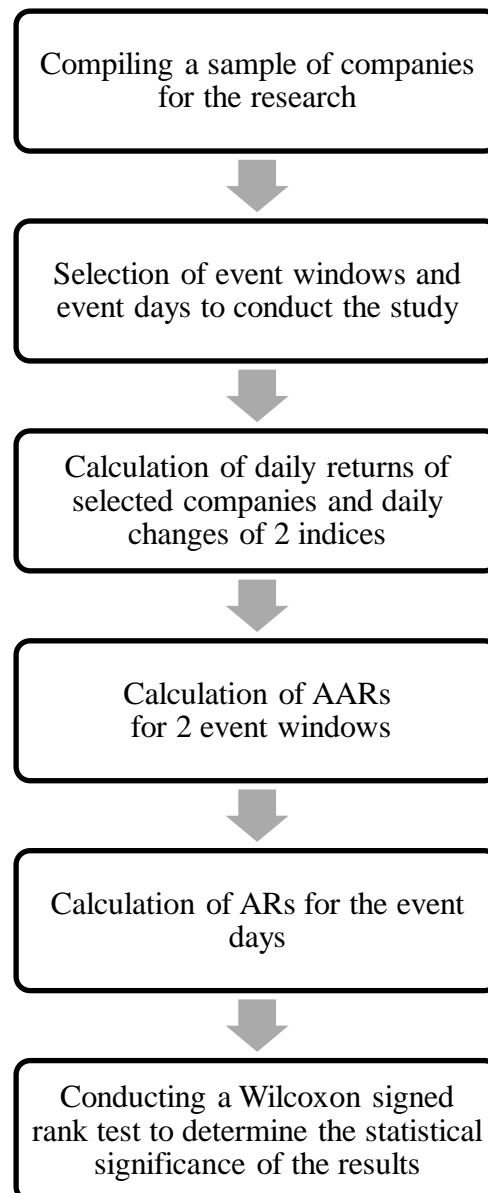 Compiling a sample of companies
for the research
Selection of event windows and
event days to conduct the study
Calculation of daily returns of
selected companies and daily
changes of 2 indices
Calculation of AARs
for 2 event windows
Calculation of ARs for the event
days
Conducting a Wilcoxon signed
rank test to determine the statistical
significance of the results